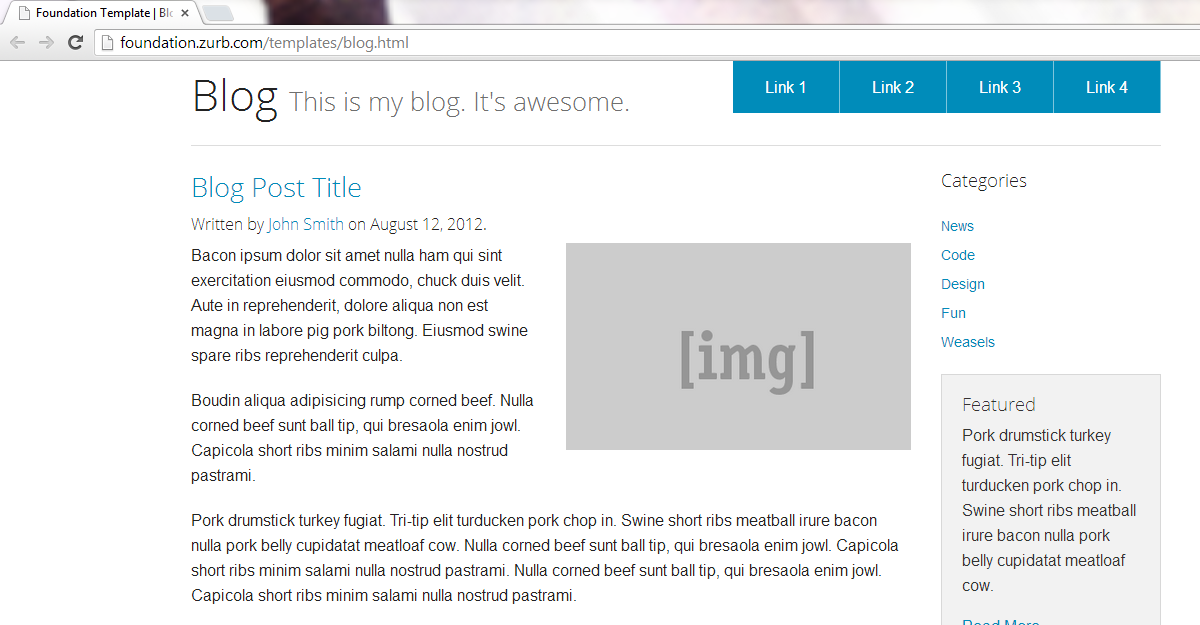 Foundation Template | Blo
foundation.zurb.com/templates/blog.html
Blog This is my blog. It's awesome.
Link 1 Link 2 Link 3 Link 4
Blog Post Title
Written by John Smith on August 12, 2012.
Bacon ipsum dolor sit amet nulla ham qui sint
exercitation eiusmod commodo, chuck duis velit.
Aute in reprehenderit, dolore aliqua non est
magna in labore pig pork biltong. Eiusmod swine
spare ribs reprehenderit culpa.
Boudin aliqua adipisicing rump corned beef. Nulla
corned beef sunt ball tip, qui bresaola enim jowl.
Capicola short ribs minim salami nulla nostrud
pastrami.
[img]
Pork drumstick turkey fugiat. Tri-tip elit turducken pork chop in. Swine short ribs meatball irure bacon
nulla pork belly cupidatat meatloaf cow. Nulla corned beef sunt ball tip, qui bresaola enim jowl. Capicola
short ribs minim salami nulla nostrud pastrami. Nulla corned beef sunt ball tip, qui bresaola enim jowl.
Capicola short ribs minim salami nulla nostrud pastrami.
Categories
News
Code
Design
Fun
Weasels
Featured
Pork drumstick turkey
fugiat. Tri-tip elit
turducken pork chop in.
Swine short ribs meatball
irure bacon nulla pork
belly cupidatat meatloaf
cow.
Read More